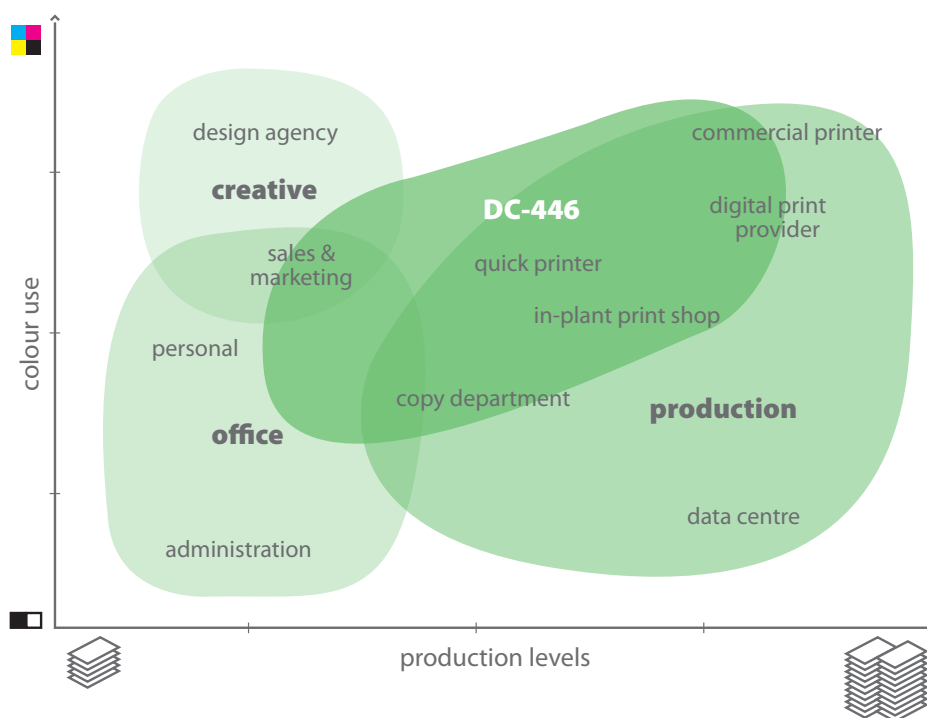 design agency
commercial printer
creative
DC-446
digital print
provider
sales &
marketing
quick printer
in-plant print shop
personal
colour use
copy department
production
office
data centre
administration
production levels